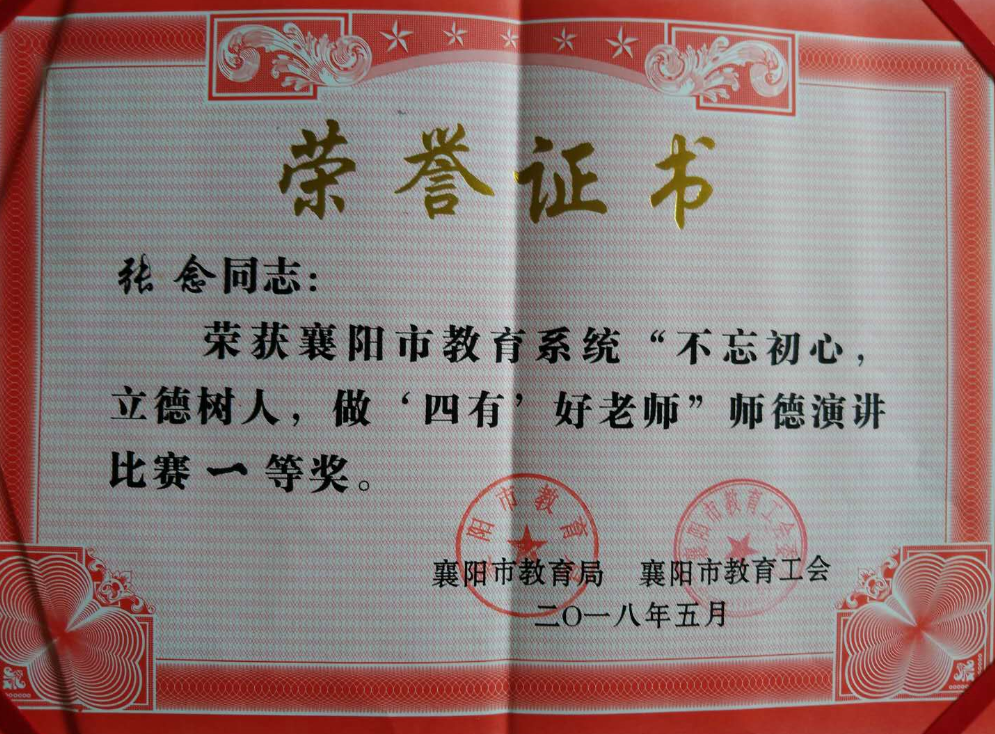 荣誉证书
张念同志：
荣获襄阳市教育系统“不忘初心，
立德树人，做‘四有’好老师”师德演讲
比赛一等奖。
襄阳市教育局 襄阳市教育工会
二〇一八年五月